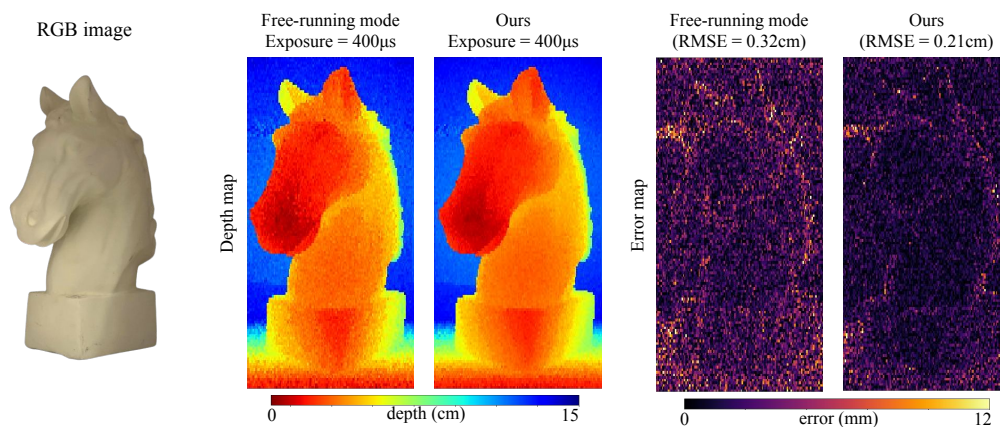 RGB image
Free-running mode
Exposure = 400μs
Ours
Exposure = 400μs
Free-running mode
(RMSE = 0.32cm)
Ours
(RMSE = 0.21cm)
Depth map
Error map
0 depth (cm) 15
0 error (mm) 12